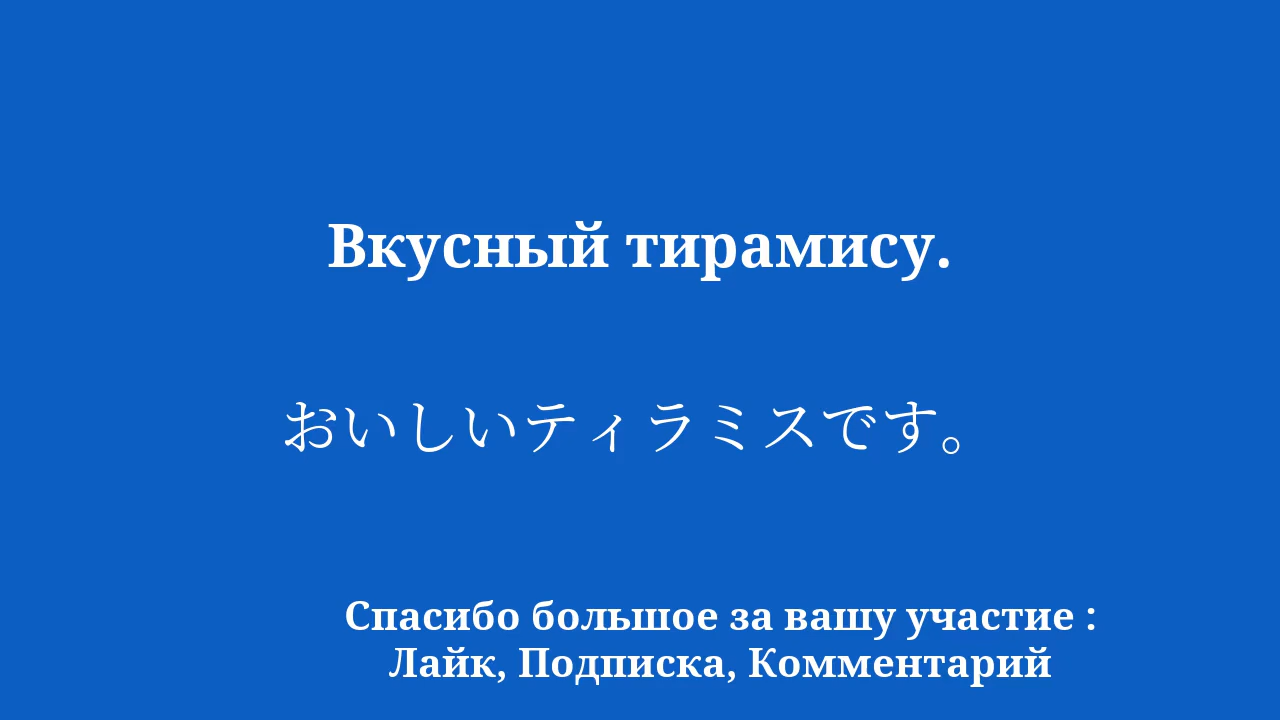 Вкусный тирамису.
おいしいティラミスです。
Спасибо большое за вашу участие :
Лайк, Подписка, Комментарий